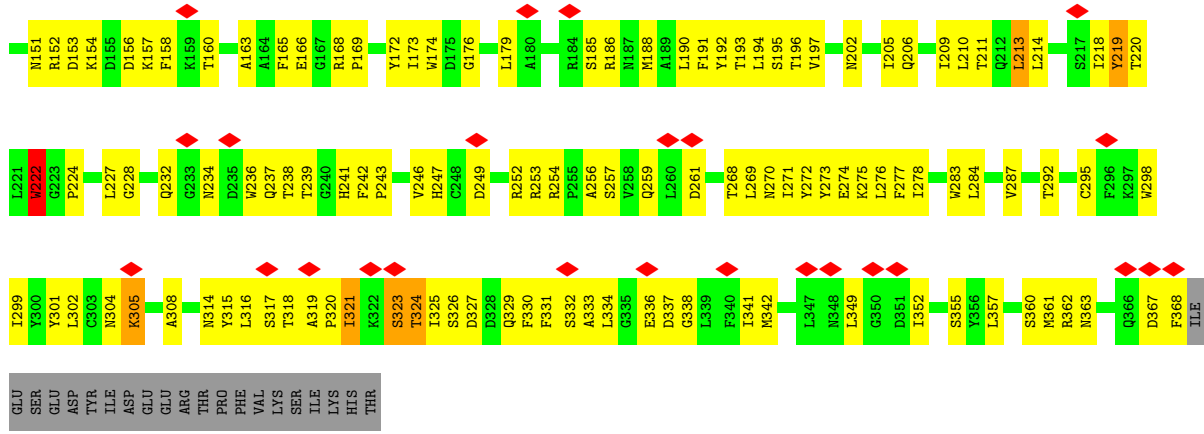 N151 R152 D153 K154 D155 D156 K157 F158 K159 T160 A163 A164 F165 E166 G167 R168 P169 Y172 I173 W174 D175 G176 L179 A180 R184 S185 R186 N187 M188 A189 L190 F191 Y192 T193 L194 S195 T196 V197 N202 I205 Q206 I209 L210 T211 Q212 L213 L214 S217 I218 Y219 T220
L221 W222 G223 P224 L227 G228 Q232 G233 N234 D235 W236 Q237 T238 T239 G240 H241 F242 P243 V246 H247 C248 D249 R252 R253 R254 P255 A256 S257 V258 Q259 L260 D261 T268 L269 N270 I271 Y272 Y273 E274 K275 L276 F277 I278 W283 L284 V287 T292 C295 F296 K297 W298
I299 Y300 Y301 L302 C303 N304 K305 A308 N314 Y315 L316 S317 T318 A319 P320 I321 K322 S323 T324 I325 S326 D327 D328 Q329 F330 F331 S332 A333 L334 G335 E336 D337 G338 L339 F340 I341 M342 L347 N348 L349 G350 D351 I352 S355 Y356 L357 S360 M361 R362 N363 Q366 D367 F368 ILE
GLU SER GLU ASP TYR ILE ASP GLU GLU ARG THR PRO PHE VAL LYS SER ILE LYS HIS THR